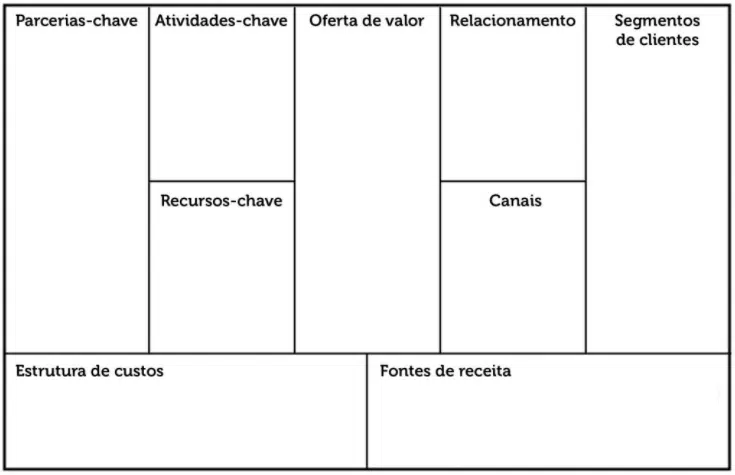 Parcerias-chave
Atividades-chave
Oferta de valor
Relacionamento
Segmentos
de clientes
Recursos-chave
Canais
Estrutura de custos
Fontes de receita